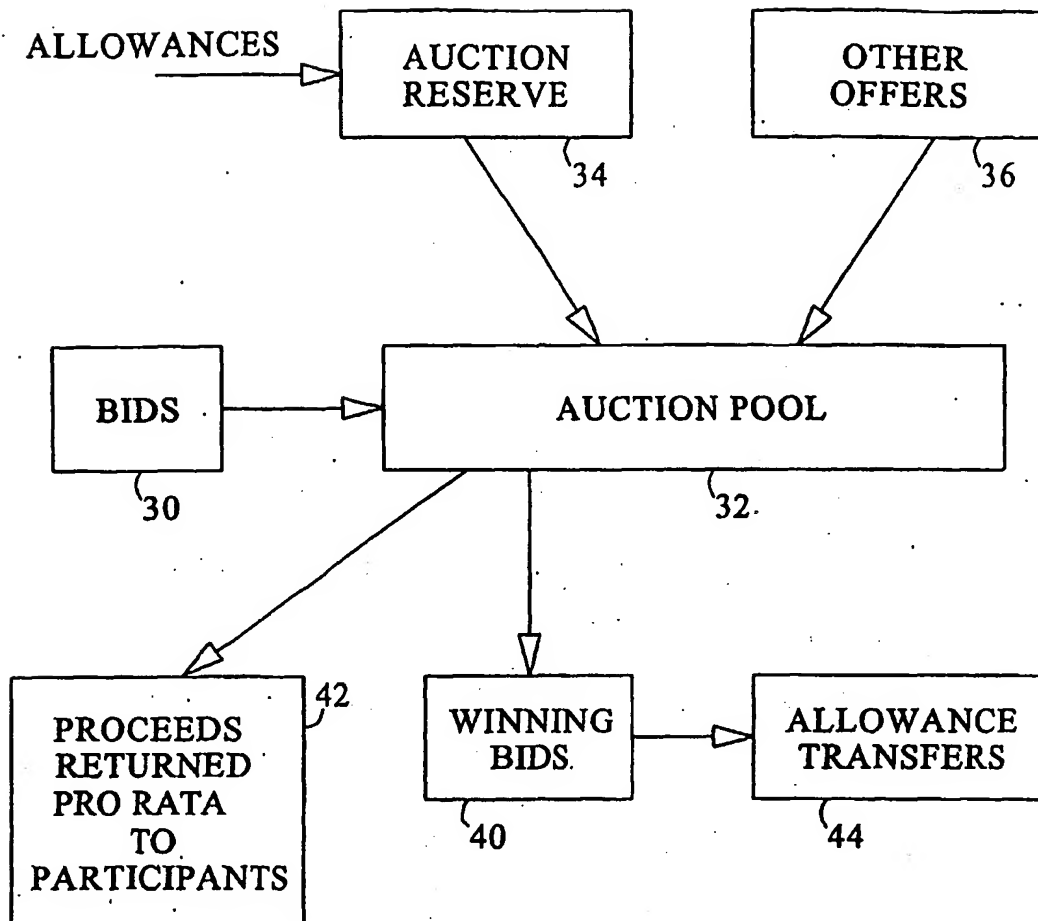 ALLOWANCES
AUCTION
RESERVE
34
OTHER
OFFERS
36
BIDS
30
AUCTION POOL
32
PROCEEDS
RETURNED
PRO RATA
TO
PARTICIPANTS
42
WINNING
BIDS
40
ALLOWANCE
TRANSFERS
44